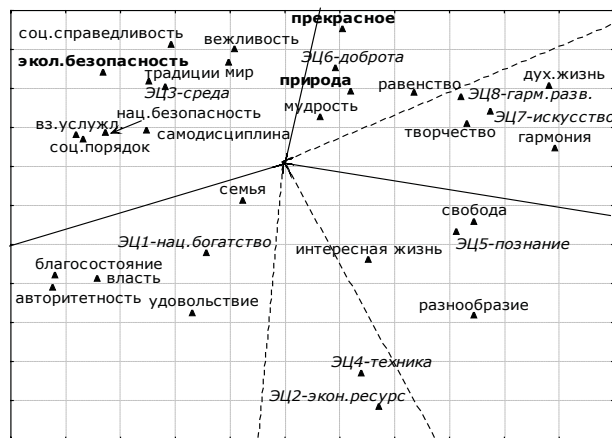 прекрасное
соц.справедливость
вежливость
экол.безопасность
ЭЦ6-доброта
традиции мир
природа
дух.жизнь
ЭЦ3-среда
равенство
ЭЦ8-гарм.разв.
нац.безопасность
мудрость
ЭЦ7-искусство
вз.услужл
самодисциплина
творчество
гармония
соц.порядок
семья
свобода
ЭЦ1-нац.богатство
интересная жизнь
ЭЦ5-познание
благосостояние
власть
авторитетность
удовольствие
разнообразие
ЭЦ4-техника
ЭЦ2-экон.ресурс